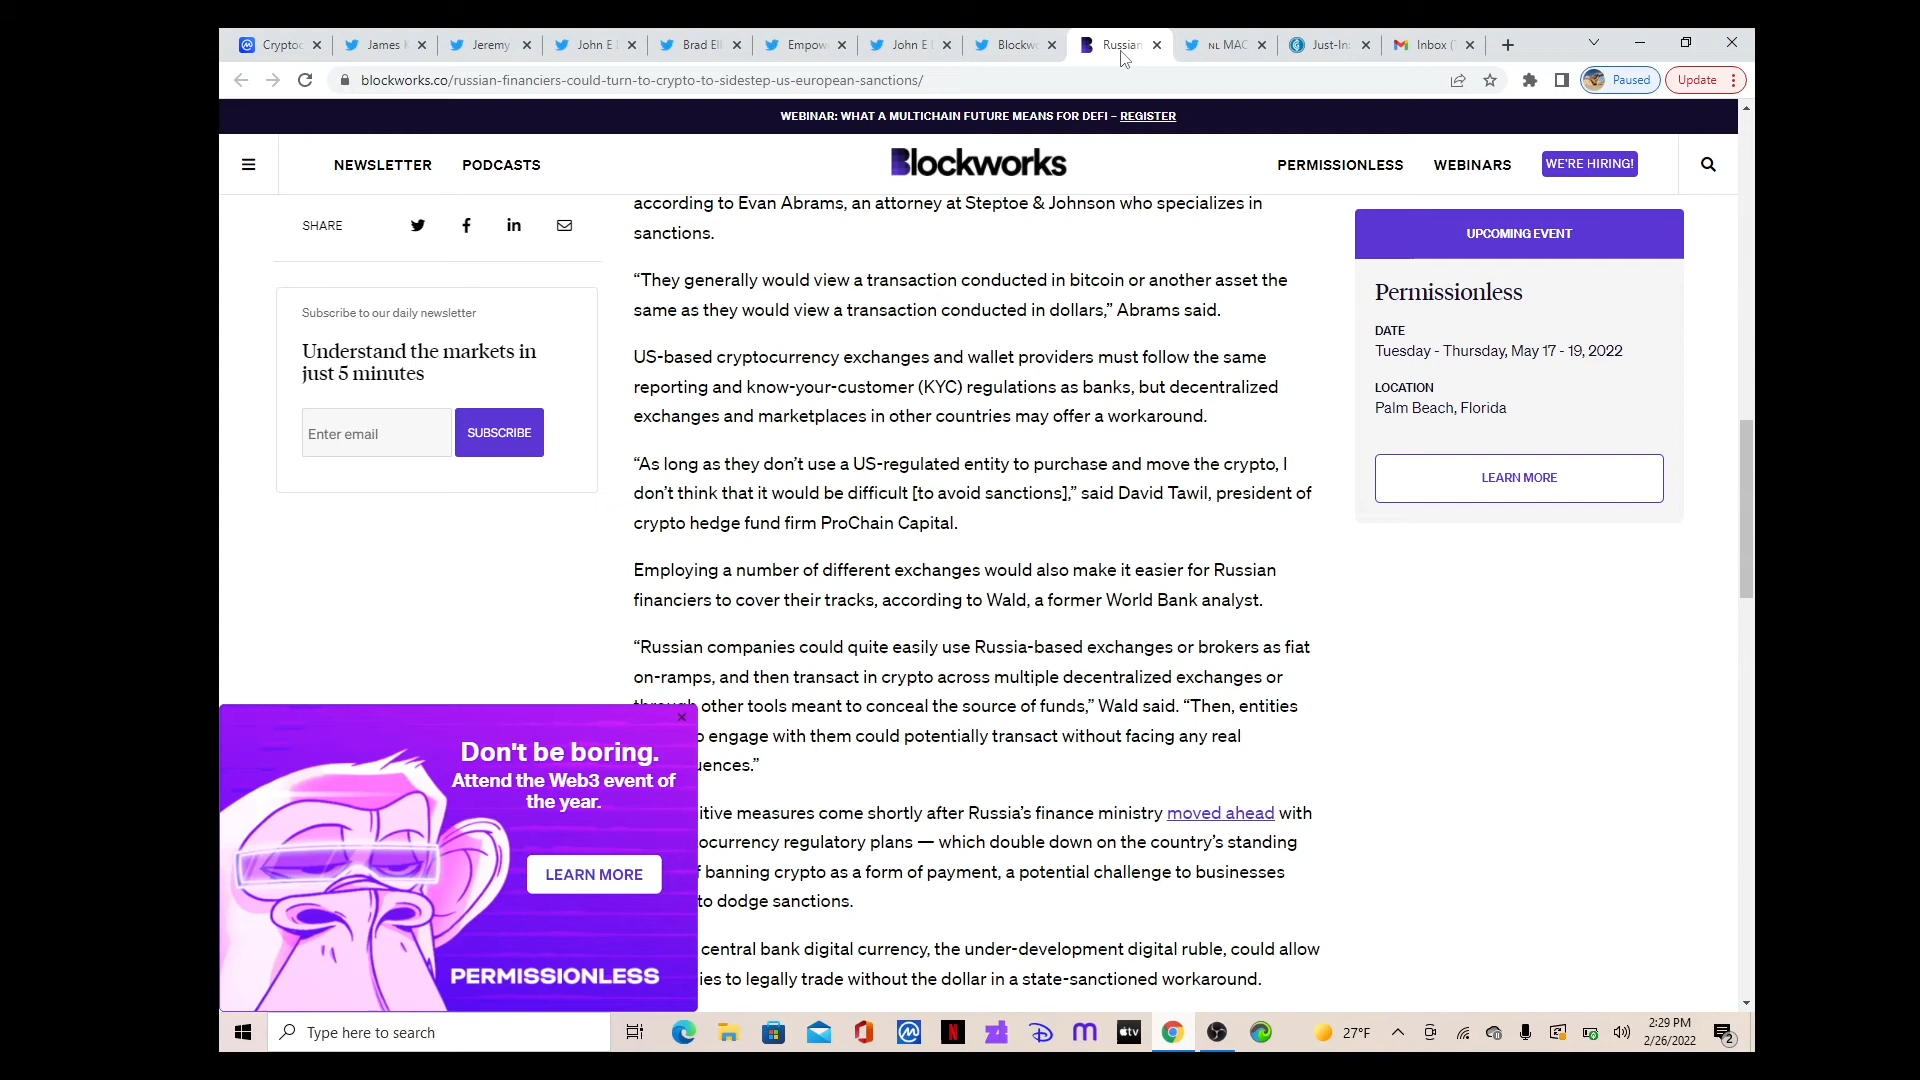 Cryptoc
James K
Jeremy
John E D
Brad Ell
Empow
John E D
Blockwo
Russian
NL MAC
Just-In:
Inbox (
blockworks.co/russian-financiers-could-turn-to-crypto-to-sidestep-us-european-sanctions/
Paused
Update
WEBINAR: WHAT A MULTICHAIN FUTURE MEANS FOR DEFI – REGISTER
NEWSLETTER
PODCASTS
Blockworks
PERMISSIONLESS
WEBINARS
WE'RE HIRING!
SHARE
Subscribe to our daily newsletter
Understand the markets in
just 5 minutes
Enter email
SUBSCRIBE
according to Evan Abrams, an attorney at Steptoe & Johnson who specializes in
sanctions.
“They generally would view a transaction conducted in bitcoin or another asset the
same as they would view a transaction conducted in dollars,” Abrams said.
US-based cryptocurrency exchanges and wallet providers must follow the same
reporting and know-your-customer (KYC) regulations as banks, but decentralized
exchanges and marketplaces in other countries may offer a workaround.
“As long as they don’t use a US-regulated entity to purchase and move the crypto, I
don’t think that it would be difficult [to avoid sanctions],” said David Tawil, president of
crypto hedge fund firm ProChain Capital.
Employing a number of different exchanges would also make it easier for Russian
financiers to cover their tracks, according to Wald, a former World Bank analyst.
“Russian companies could quite easily use Russia-based exchanges or brokers as fiat
on-ramps, and then transact in crypto across multiple decentralized exchanges or
through other tools meant to conceal the source of funds,” Wald said. “Then, entities
o engage with them could potentially transact without facing any real
uences.”
itive measures come shortly after Russia’s finance ministry moved ahead with
ocurrency regulatory plans — which double down on the country’s standing
f banning crypto as a form of payment, a potential challenge to businesses
to dodge sanctions.
central bank digital currency, the under-development digital ruble, could allow
ies to legally trade without the dollar in a state-sanctioned workaround.
UPCOMING EVENT
Permissionless
DATE
Tuesday - Thursday, May 17 - 19, 2022
LOCATION
Palm Beach, Florida
LEARN MORE
Don't be boring.
Attend the Web3 event of
the year.
LEARN MORE
PERMISSIONLESS
Type here to search
N
tv
27°F
2:29 PM
2/26/2022
2